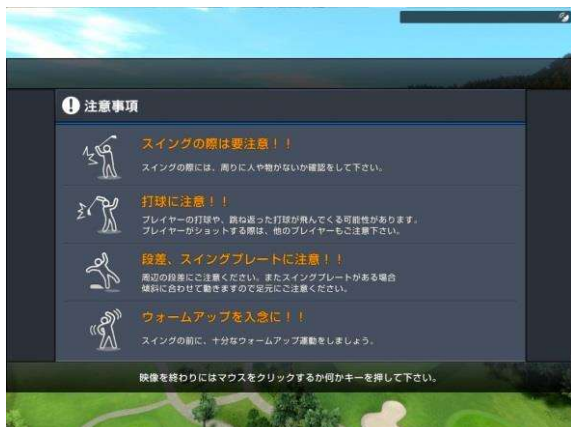 注意事項
スイングの際は要注意！！
スイングの際には、周りに人や物がないか確認をして下さい。
打球に注意！！
プレイヤーの打球や、跳ね返った打球が飛んでくる可能性があります。
プレイヤーがショットする際は、他のプレイヤーもご注意下さい。
段差、スイングプレートに注意！！
周辺の段差にご注意ください。またスイングプレートがある場合
傾斜に合わせて動きますので足元にご注意ください。
ウォームアップを入念に！！
スイングの前に、十分なウォームアップ運動をしましょう。
映像を終わりにはマウスをクリックするか何かキーを押して下さい。